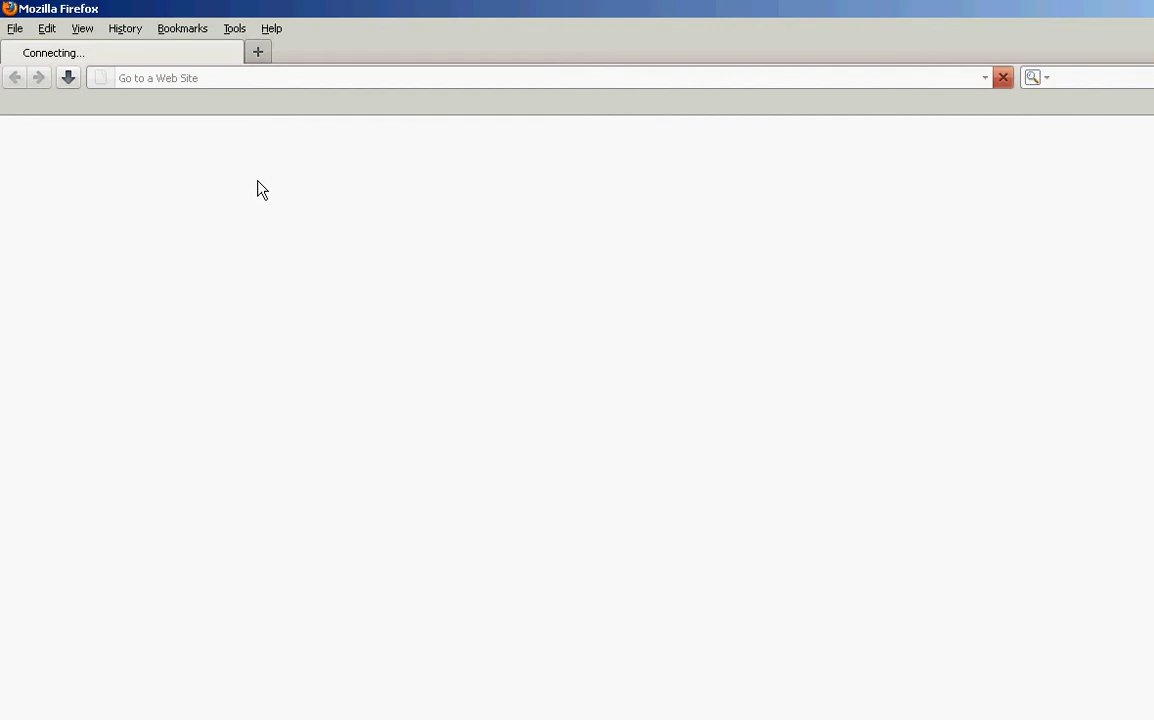 Mozilla Firefox
File Edit View History Bookmarks Tools Help
Connecting...
Go to a Web Site